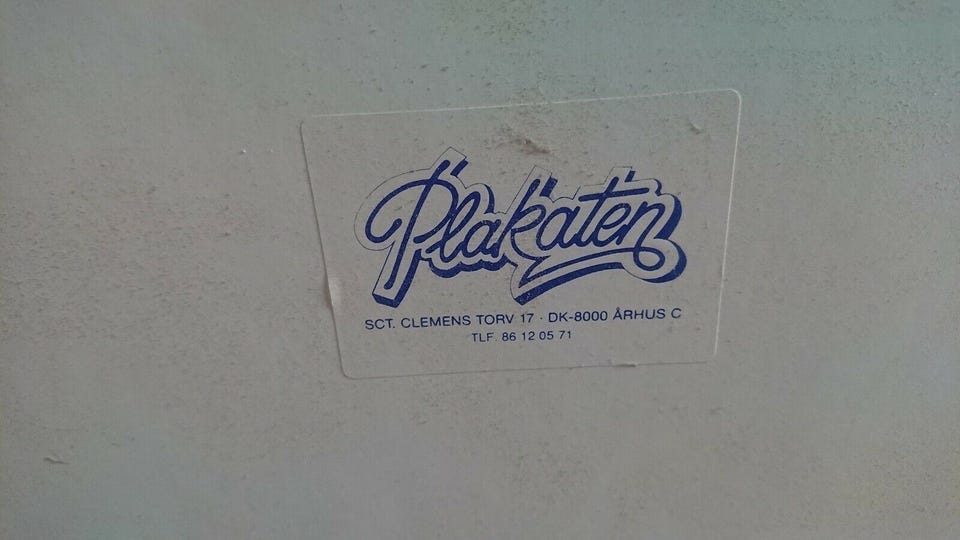 Plakaten
SCT. CLEMENS TORV 17 · DK-8000 ÅRHUS C
TLF. 86 12 05 71